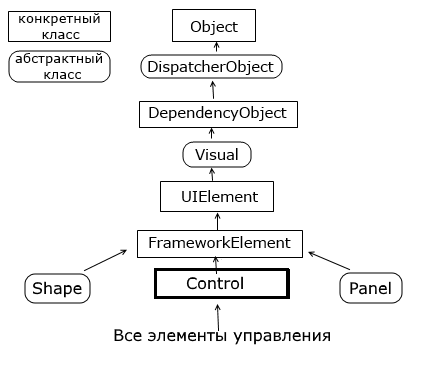 конкретный
класс
абстрактный
класс
Object
DispatcherObject
DependencyObject
Visual
UIElement
FrameworkElement
Shape
Control
Panel
Все элементы управления